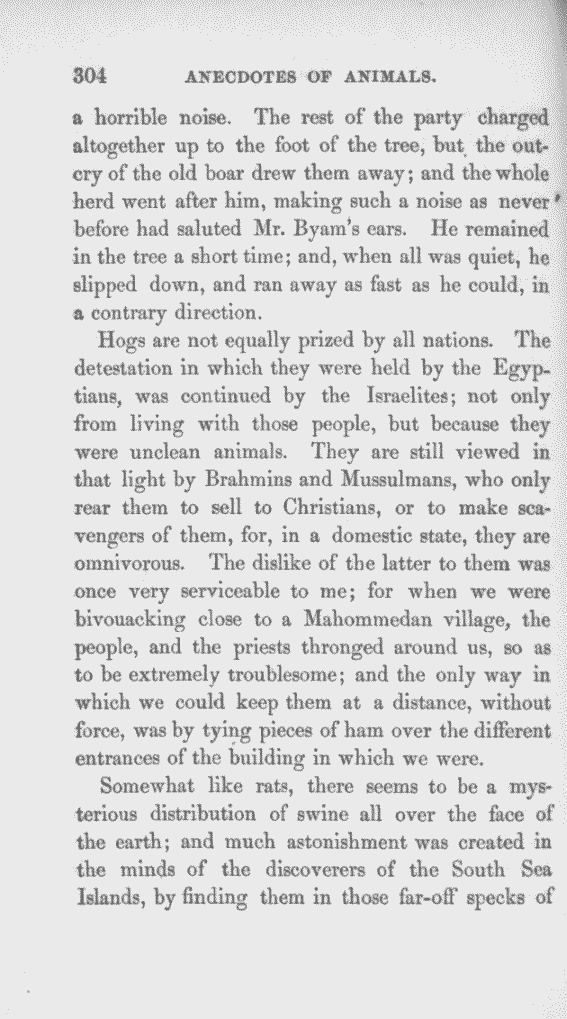 304 ANECDOTES OF ANIMALS.
a horrible noise. The rest of the party charged
altogether up to the foot of the tree, but the out-
cry of the old boar drew them away; and the whole
herd went after him, making such a noise as never
before had saluted Mr. Byam's ears. He remained
in the tree a short time; and, when all was quiet, he
slipped down, and ran away as fast as he could, in
a contrary direction.
Hogs are not equally prized by all nations. The
detestation in which they were held by the Egyp-
tians, was continued by the Israelites; not only
from living with those people, but because they
were unclean animals. They are still viewed in
that light by Brahmins and Mussulmans, who only
rear them to sell to Christians, or to make sca-
vengers of them, for, in a domestic state, they are
omnivorous. The dislike of the latter to them was
once very serviceable to me; for when we were
bivouacking close to a Mahommedan village, the
people, and the priests thronged around us, so as
to be extremely troublesome; and the only way in
which we could keep them at a distance, without
force, was by tying pieces of ham over the different
entrances of the building in which we were.
Somewhat like rats, there seems to be a mys-
terious distribution of swine all over the face of
the earth; and much astonishment was created in
the minds of the discoverers of the South Sea
Islands, by finding them in those far-off specks of